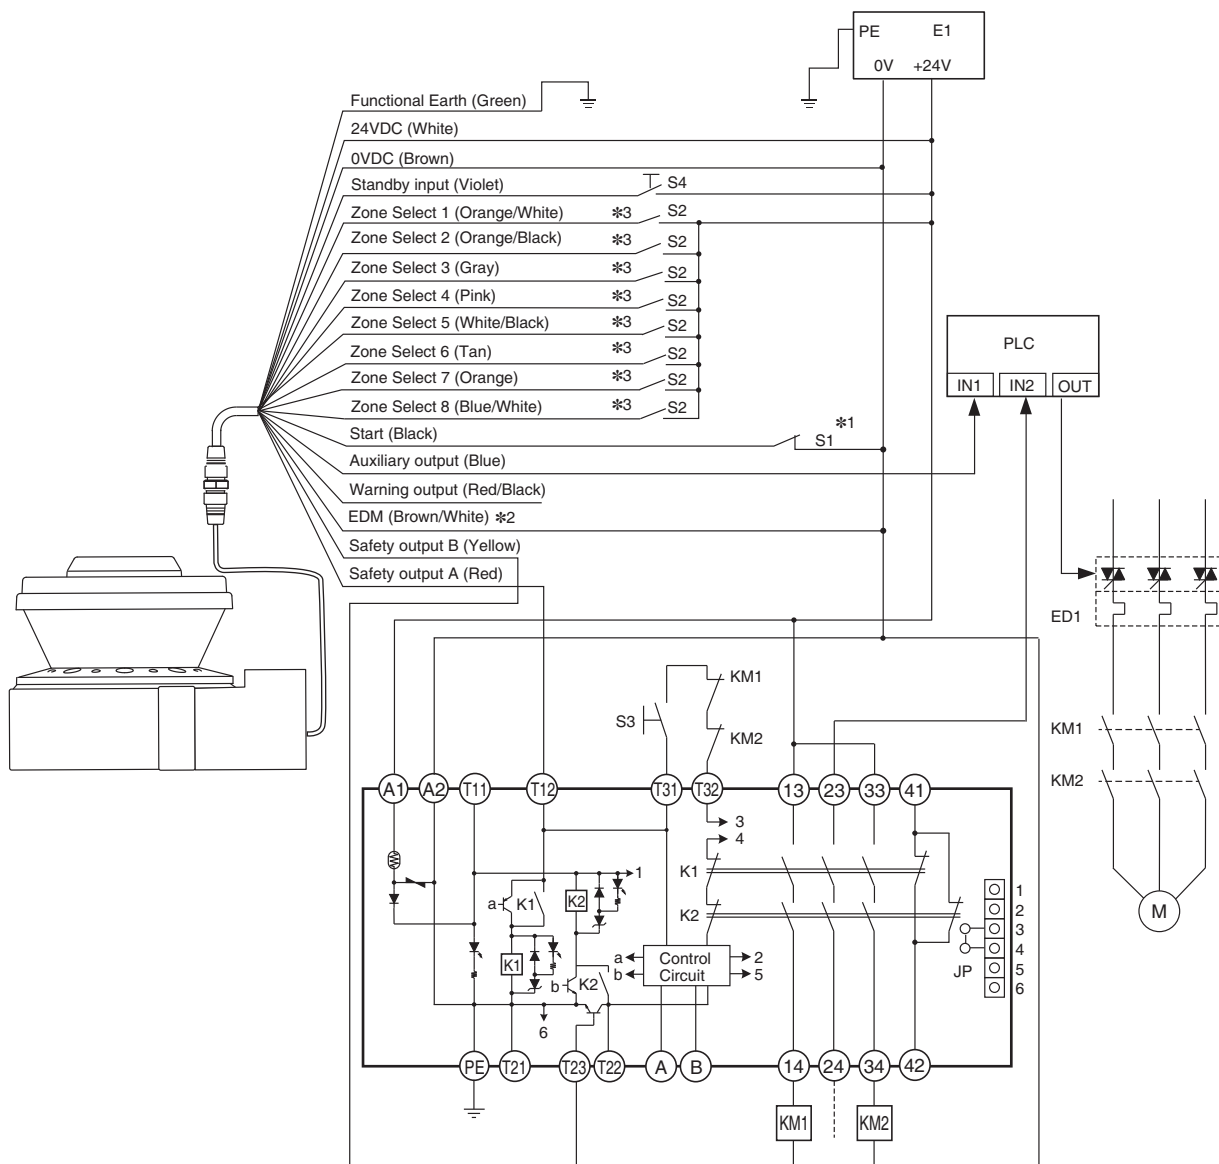 PE E1
0V +24V
Functional Earth (Green)
24VDC (White)
0VDC (Brown)
Standby input (Violet) S4
Zone Select 1 (Orange/White) *3 S2
Zone Select 2 (Orange/Black) *3 S2
Zone Select 3 (Gray) *3 S2
Zone Select 4 (Pink) *3 S2
Zone Select 5 (White/Black) *3 S2
Zone Select 6 (Tan) *3 S2
Zone Select 7 (Orange) *3 S2
Zone Select 8 (Blue/White) *3 S2
Start (Black) *1 S1
Auxiliary output (Blue)
Warning output (Red/Black)
EDM (Brown/White) *2
Safety output B (Yellow)
Safety output A (Red)
PLC
IN1 IN2 OUT
ED1
KM1
KM2
M
S3
KM1
KM2
A1 A2 T11 T12 T31 T32 13 23 33 41
3
4
K1
K2
1
a K1
K2
K1
b K2
6
a
b
Control
Circuit
2
5
JP
1
2
3
4
5
6
PE T21 T23 T22 A B 14 24 34 42
KM1 KM2